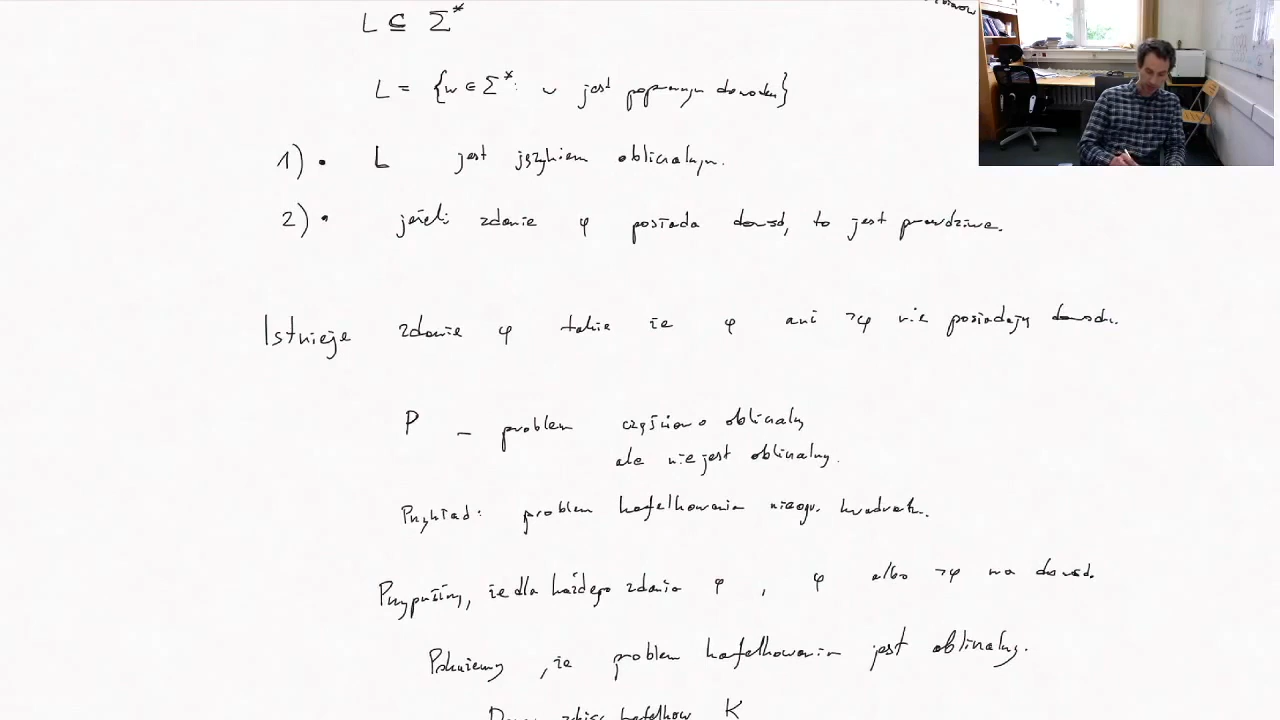 L ⊆ Σ*
L = {w ∈ Σ* : w jest poprawnym dowodem}
1) • L jest językiem obliczalnym.
2) • jeżeli zdanie φ posiada dowód, to jest prawdziwe.
Istnieje zdanie φ takie że φ ani ¬φ nie posiadają dowodu.
P – problem częściowo obliczalny
ale nie jest obliczalny.
Przykład: problem kafelkowania nieogr. kwadratu.
Przypuśćmy, że dla każdego zdania φ, φ albo ¬φ ma dowód.
Pokażemy, że problem kafelkowania jest obliczalny.
zbiór kafelków K